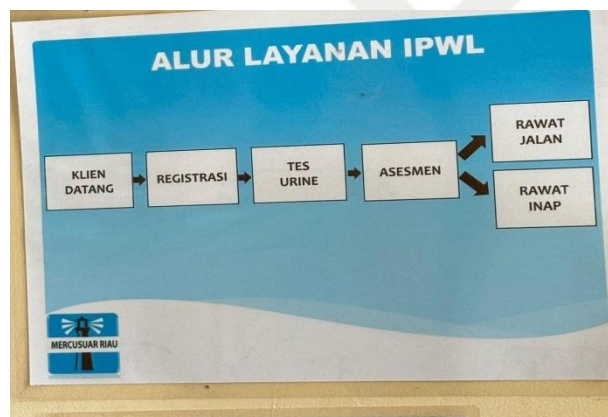 ALUR LAYANAN IPWL
KLIEN
DATANG
REGISTRASI
TES
URINE
ASESMEN
RAWAT
JALAN
RAWAT
INAP
MERCUSUAR RIAU